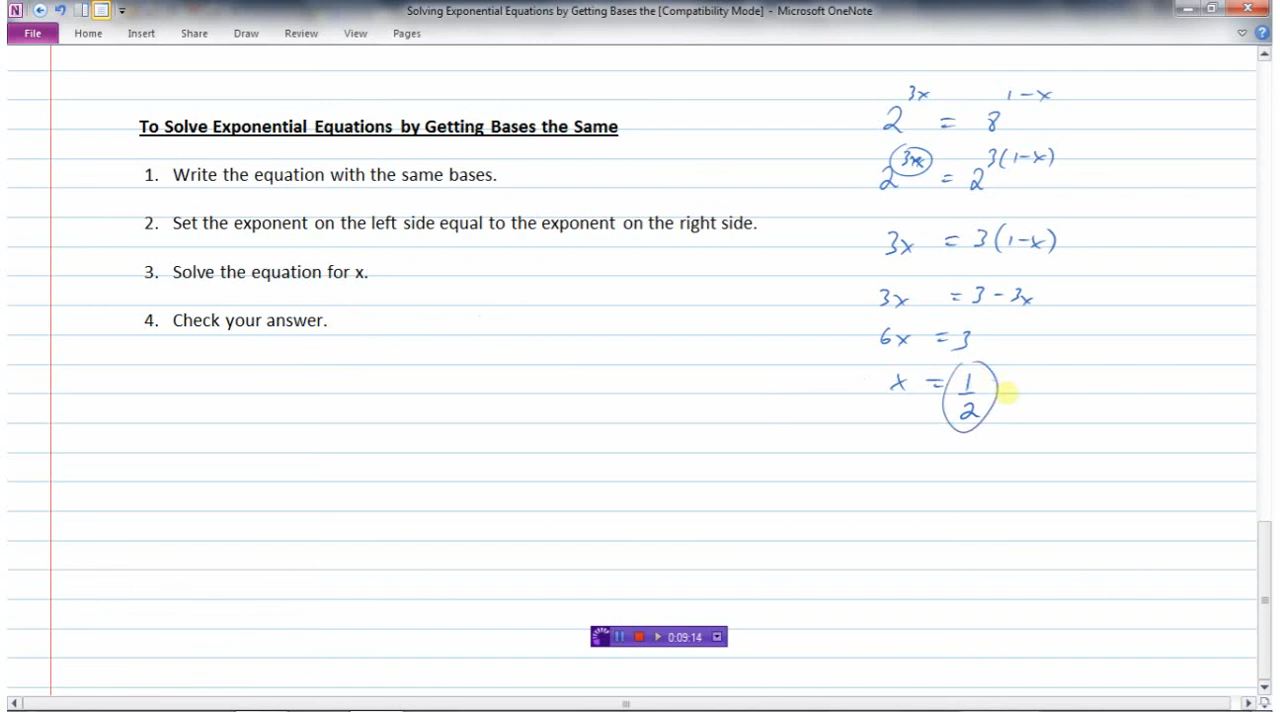 Solving Exponential Equations by Getting Bases the [Compatibility Mode] - Microsoft OneNote
File Home Insert Share Draw Review View Pages
To Solve Exponential Equations by Getting Bases the Same
1. Write the equation with the same bases.
2. Set the exponent on the left side equal to the exponent on the right side.
3. Solve the equation for x.
4. Check your answer.
2^{3x} = 8^{1-x}
2^{3x} = 2^{3(1-x)}
3x = 3(1-x)
3x = 3 - 3x
6x = 3
x = 1/2
0:09:14